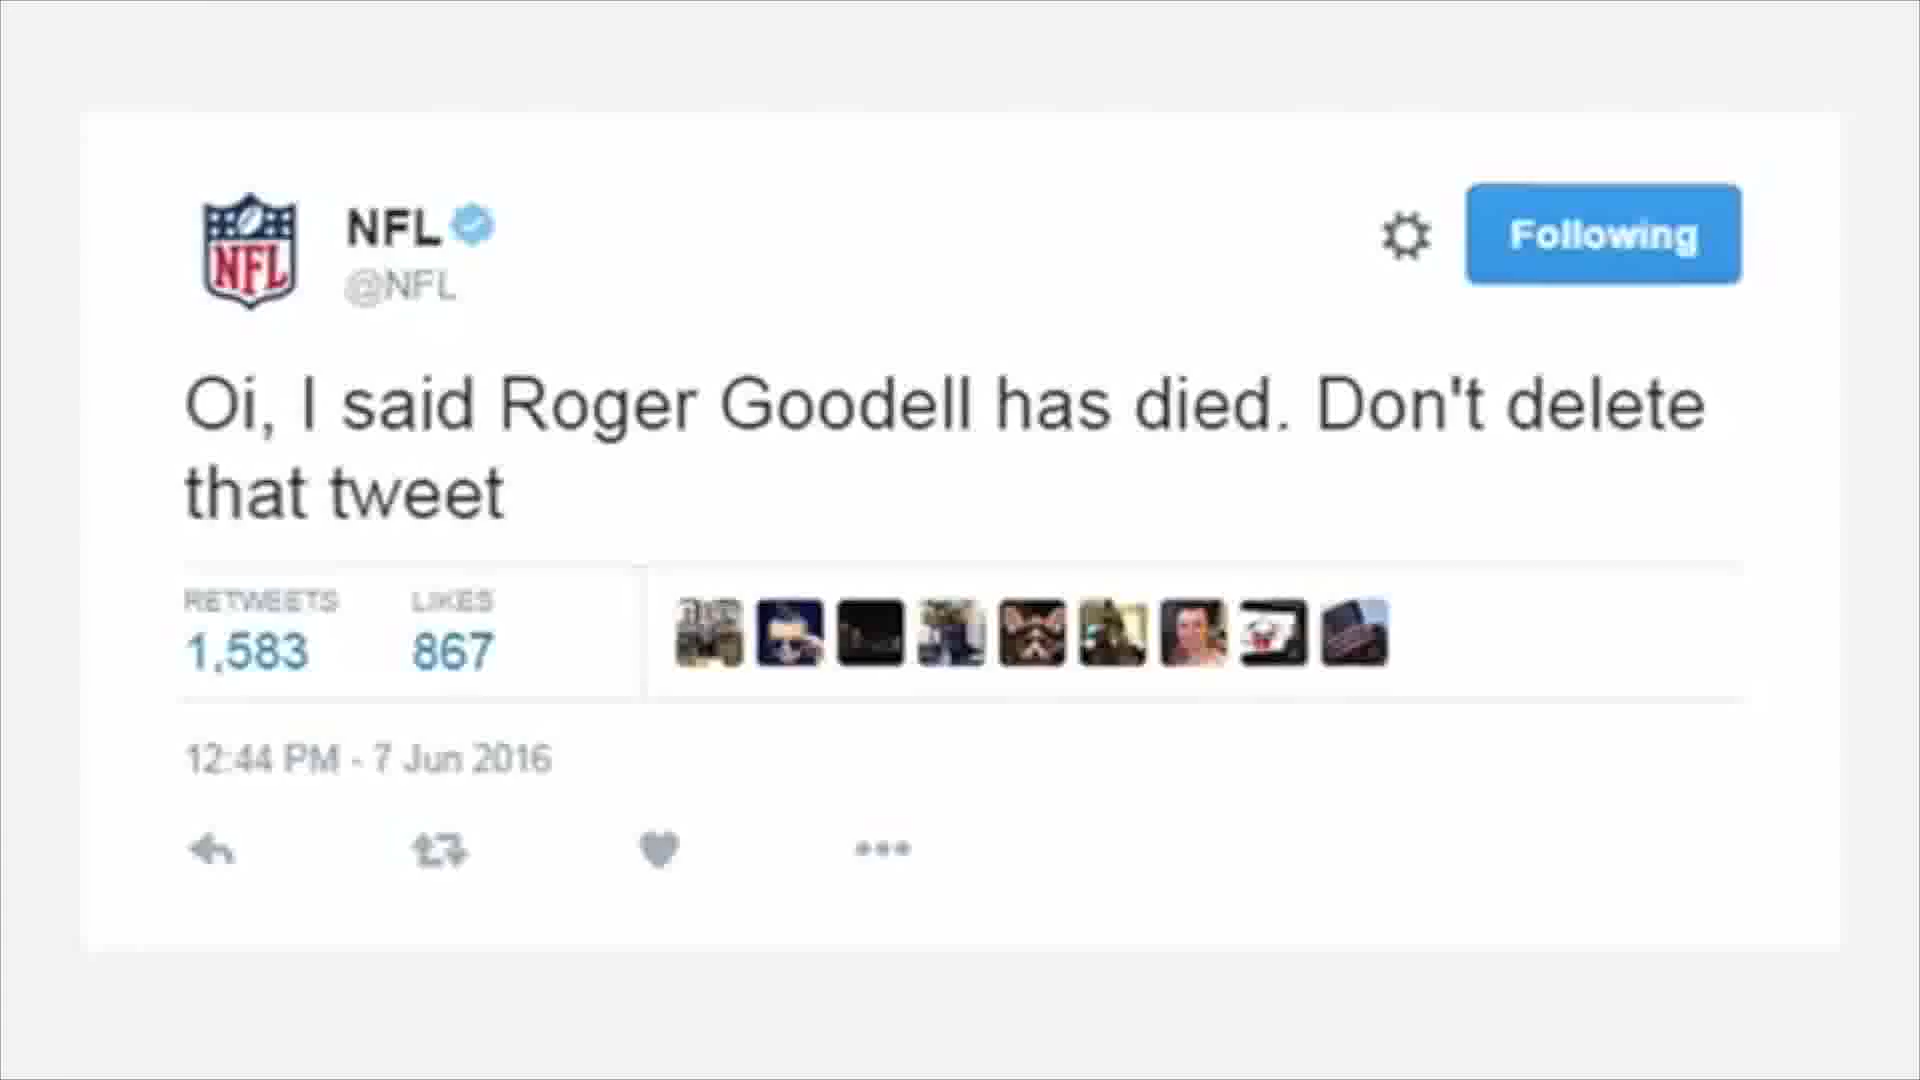 NFL
NFL
@NFL
Following
Oi, I said Roger Goodell has died. Don't delete
that tweet
RETWEETS LIKES
1,583 867
12:44 PM - 7 Jun 2016